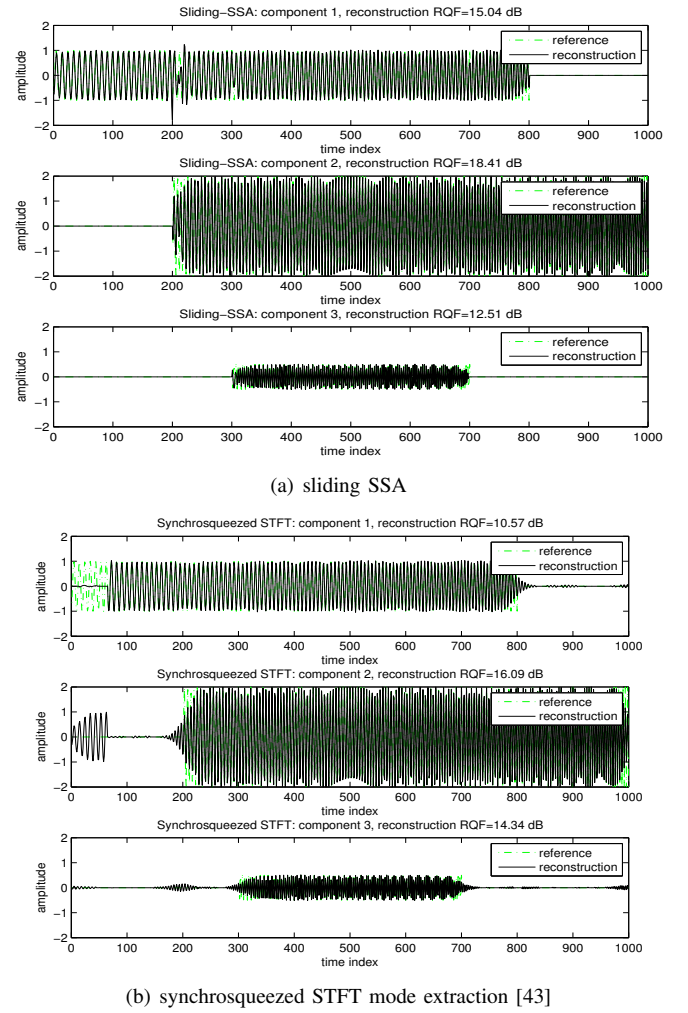 Sliding−SSA: component 1, reconstruction RQF=15.04 dB
2
1
0
−1
−2
amplitude
reference
reconstruction
0 100 200 300 400 500 600 700 800 900 1000
time index
Sliding−SSA: component 2, reconstruction RQF=18.41 dB
2
1
0
−1
−2
amplitude
reference
reconstruction
0 100 200 300 400 500 600 700 800 900 1000
time index
Sliding−SSA: component 3, reconstruction RQF=12.51 dB
2
1
0
−1
−2
amplitude
reference
reconstruction
0 100 200 300 400 500 600 700 800 900 1000
time index
(a) sliding SSA
Synchrosqueezed STFT: component 1, reconstruction RQF=10.57 dB
2
1
0
−1
−2
amplitude
reference
reconstruction
0 100 200 300 400 500 600 700 800 900 1000
time index
Synchrosqueezed STFT: component 2, reconstruction RQF=16.09 dB
2
1
0
−1
−2
amplitude
reference
reconstruction
0 100 200 300 400 500 600 700 800 900 1000
time index
Synchrosqueezed STFT: component 3, reconstruction RQF=14.34 dB
2
1
0
−1
−2
amplitude
reference
reconstruction
0 100 200 300 400 500 600 700 800 900 1000
time index
(b) synchrosqueezed STFT mode extraction [43]